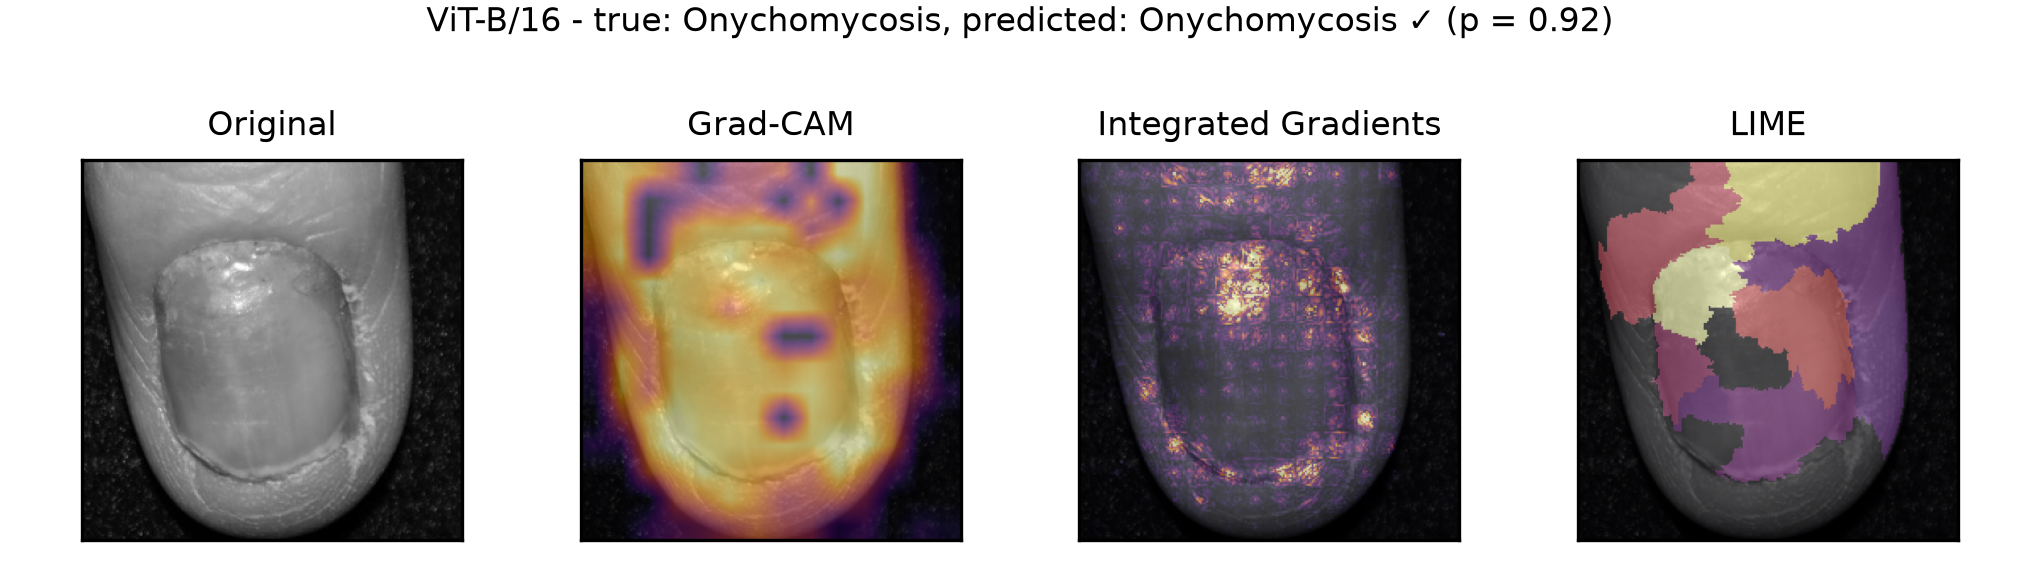 ViT-B/16 - true: Onychomycosis, predicted: Onychomycosis ✓ (p = 0.92)
Original
Grad-CAM
Integrated Gradients
LIME